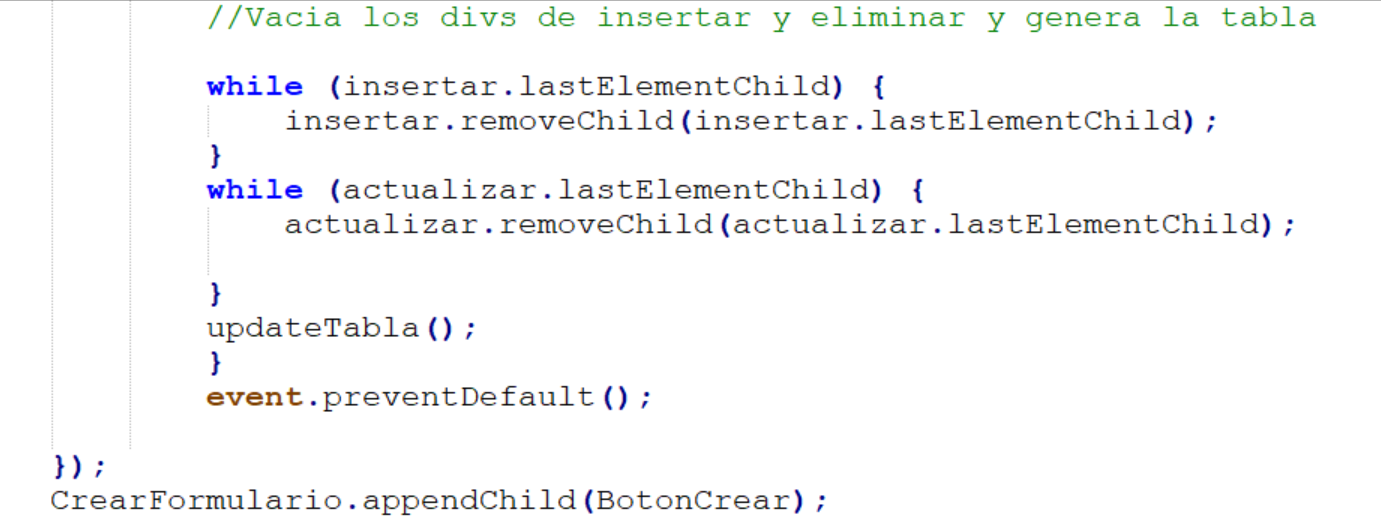 //Vacia los divs de insertar y eliminar y genera la tabla
while (insertar.lastElementChild) {
insertar.removeChild(insertar.lastElementChild);
}
while (actualizar.lastElementChild) {
actualizar.removeChild(actualizar.lastElementChild);
}
updateTabla();
}
event.preventDefault();
});
CrearFormulario.appendChild(BotonCrear);